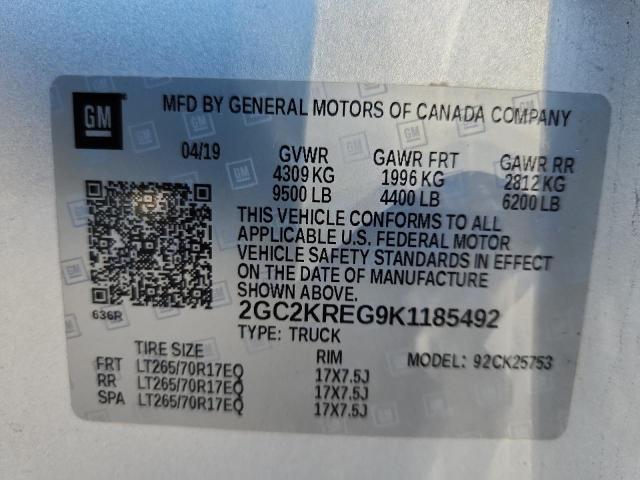 GM
MFD BY GENERAL MOTORS OF CANADA COMPANY
04/19 GVWR GAWR FRT GAWR RR
4309 KG 1996 KG 2812 KG
9500 LB 4400 LB 6200 LB
THIS VEHICLE CONFORMS TO ALL
APPLICABLE U.S. FEDERAL MOTOR
VEHICLE SAFETY STANDARDS IN EFFECT
ON THE DATE OF MANUFACTURE
SHOWN ABOVE.
636R 2GC2KREG9K1185492
TYPE: TRUCK
TIRE SIZE RIM MODEL: 92CK25753
FRT LT265/70R17EQ 17X7.5J
RR LT265/70R17EQ 17X7.5J
SPA LT265/70R17EQ 17X7.5J